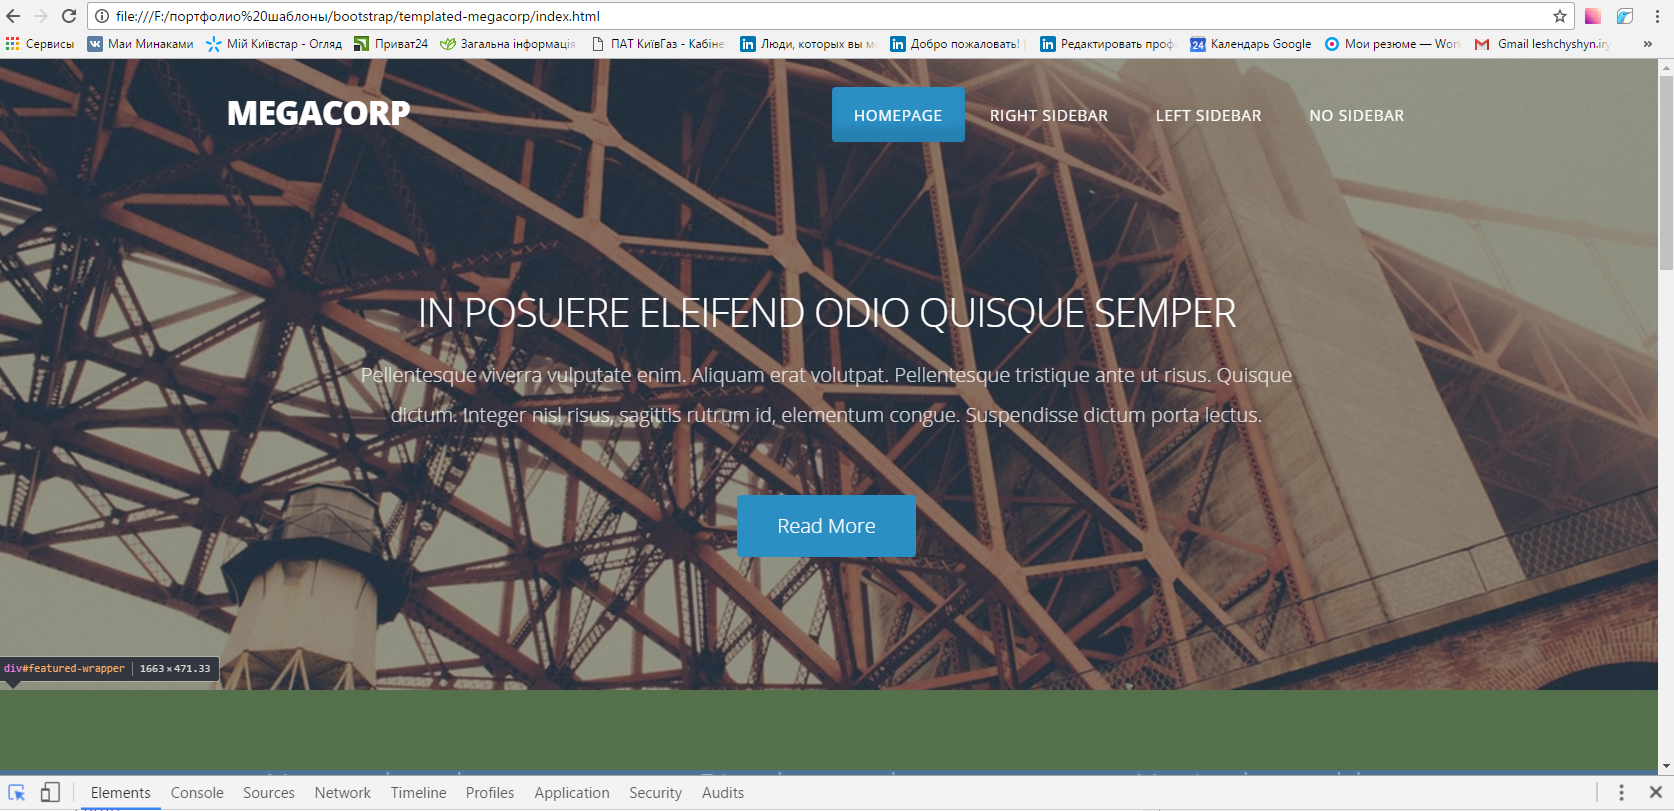 file:///F:/портфолио%20шаблоны/bootstrap/templated-megacorp/index.html
Сервисы Маи Минаками Мій Київстар - Огляд Приват24 Загальна інформація ПАТ КиївГаз - Кабіне Люди, которых вы мо Добро пожаловать! | Редактировать проф 24 Календарь Google Мои резюме — Wor Gmail leshchyshyn.iry »
MEGACORP HOMEPAGE RIGHT SIDEBAR LEFT SIDEBAR NO SIDEBAR
IN POSUERE ELEIFEND ODIO QUISQUE SEMPER
Pellentesque viverra vulputate enim. Aliquam erat volutpat. Pellentesque tristique ante ut risus. Quisque
dictum. Integer nisl risus, sagittis rutrum id, elementum congue. Suspendisse dictum porta lectus.
Read More
div#featured-wrapper | 1663 × 471.33
Elements Console Sources Network Timeline Profiles Application Security Audits